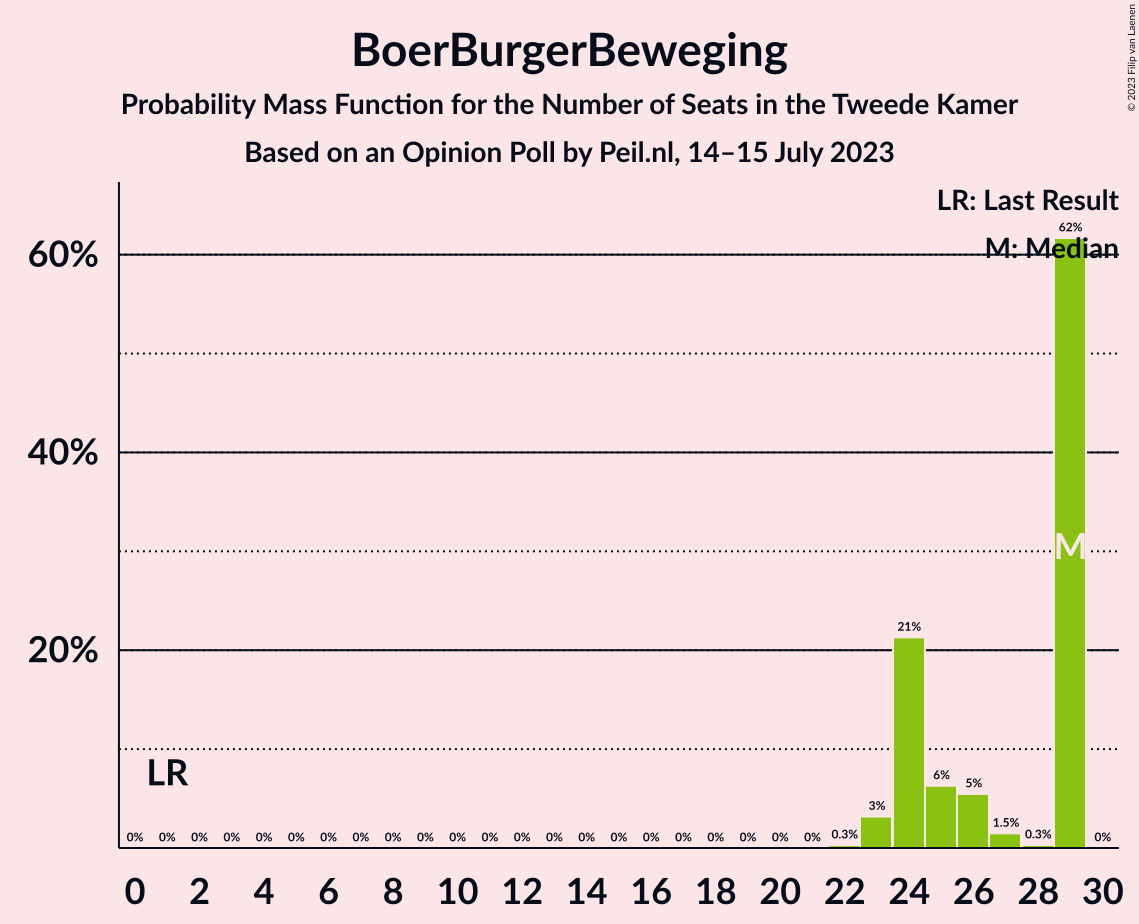 BoerBurgerBeweging
Probability Mass Function for the Number of Seats in the Tweede Kamer
Based on an Opinion Poll by Peil.nl, 14–15 July 2023
© 2023 Filip van Laenen
LR: Last Result
M: Median
62%
60%
40%
20%
M
21%
LR
6%
5%
3%
1.5%
0% 0% 0% 0% 0% 0% 0% 0% 0% 0% 0% 0% 0% 0% 0% 0% 0% 0% 0% 0% 0% 0% 0.3% 0.3% 0%
0 2 4 6 8 10 12 14 16 18 20 22 24 26 28 30